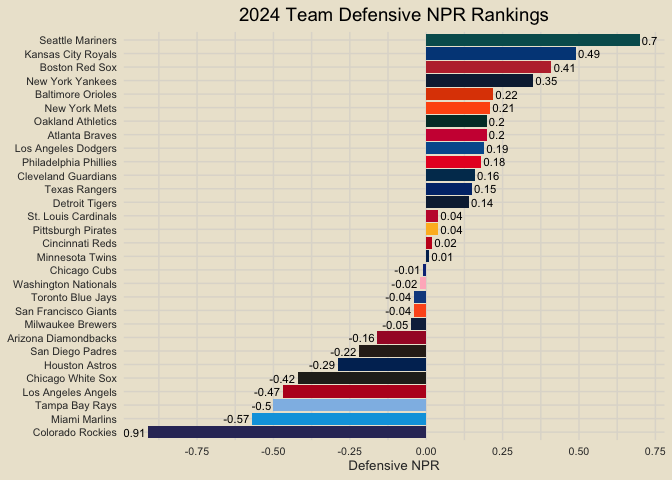 2024 Team Defensive NPR Rankings
Seattle Mariners 0.7
Kansas City Royals 0.49
Boston Red Sox 0.41
New York Yankees 0.35
Baltimore Orioles 0.22
New York Mets 0.21
Oakland Athletics 0.2
Atlanta Braves 0.2
Los Angeles Dodgers 0.19
Philadelphia Phillies 0.18
Cleveland Guardians 0.16
Texas Rangers 0.15
Detroit Tigers 0.14
St. Louis Cardinals 0.04
Pittsburgh Pirates 0.04
Cincinnati Reds 0.02
Minnesota Twins 0.01
Chicago Cubs -0.01
Washington Nationals -0.02
Toronto Blue Jays -0.04
San Francisco Giants -0.04
Milwaukee Brewers -0.05
Arizona Diamondbacks -0.16
San Diego Padres -0.22
Houston Astros -0.29
Chicago White Sox -0.42
Los Angeles Angels -0.47
Tampa Bay Rays -0.5
Miami Marlins -0.57
Colorado Rockies 0.91
-0.75 -0.50 -0.25 0.00 0.25 0.50 0.75
Defensive NPR